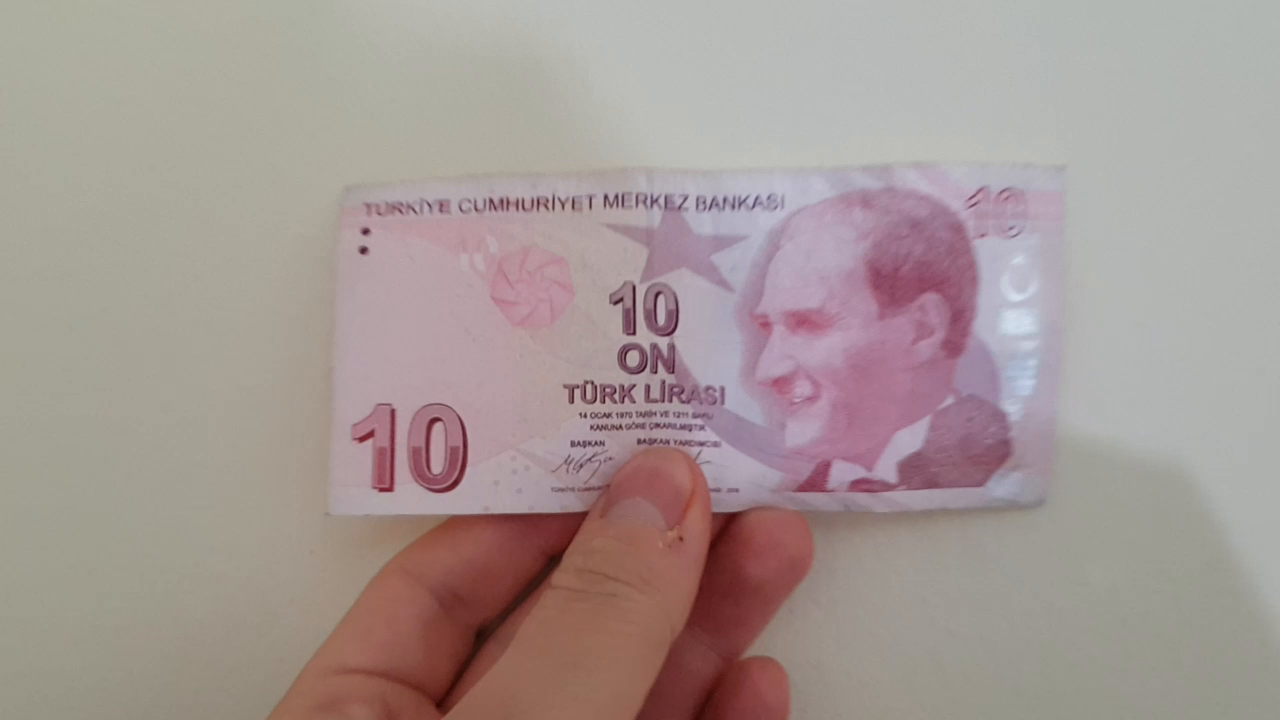 TÜRKİYE CUMHURİYET MERKEZ BANKASI
10
10
ON
TÜRK LİRASI
14 OCAK 1970 TARİH VE 1211 SAYILI
KANUNA GÖRE ÇIKARILMIŞTIR
BAŞKAN BAŞKAN YARDIMCISI
10